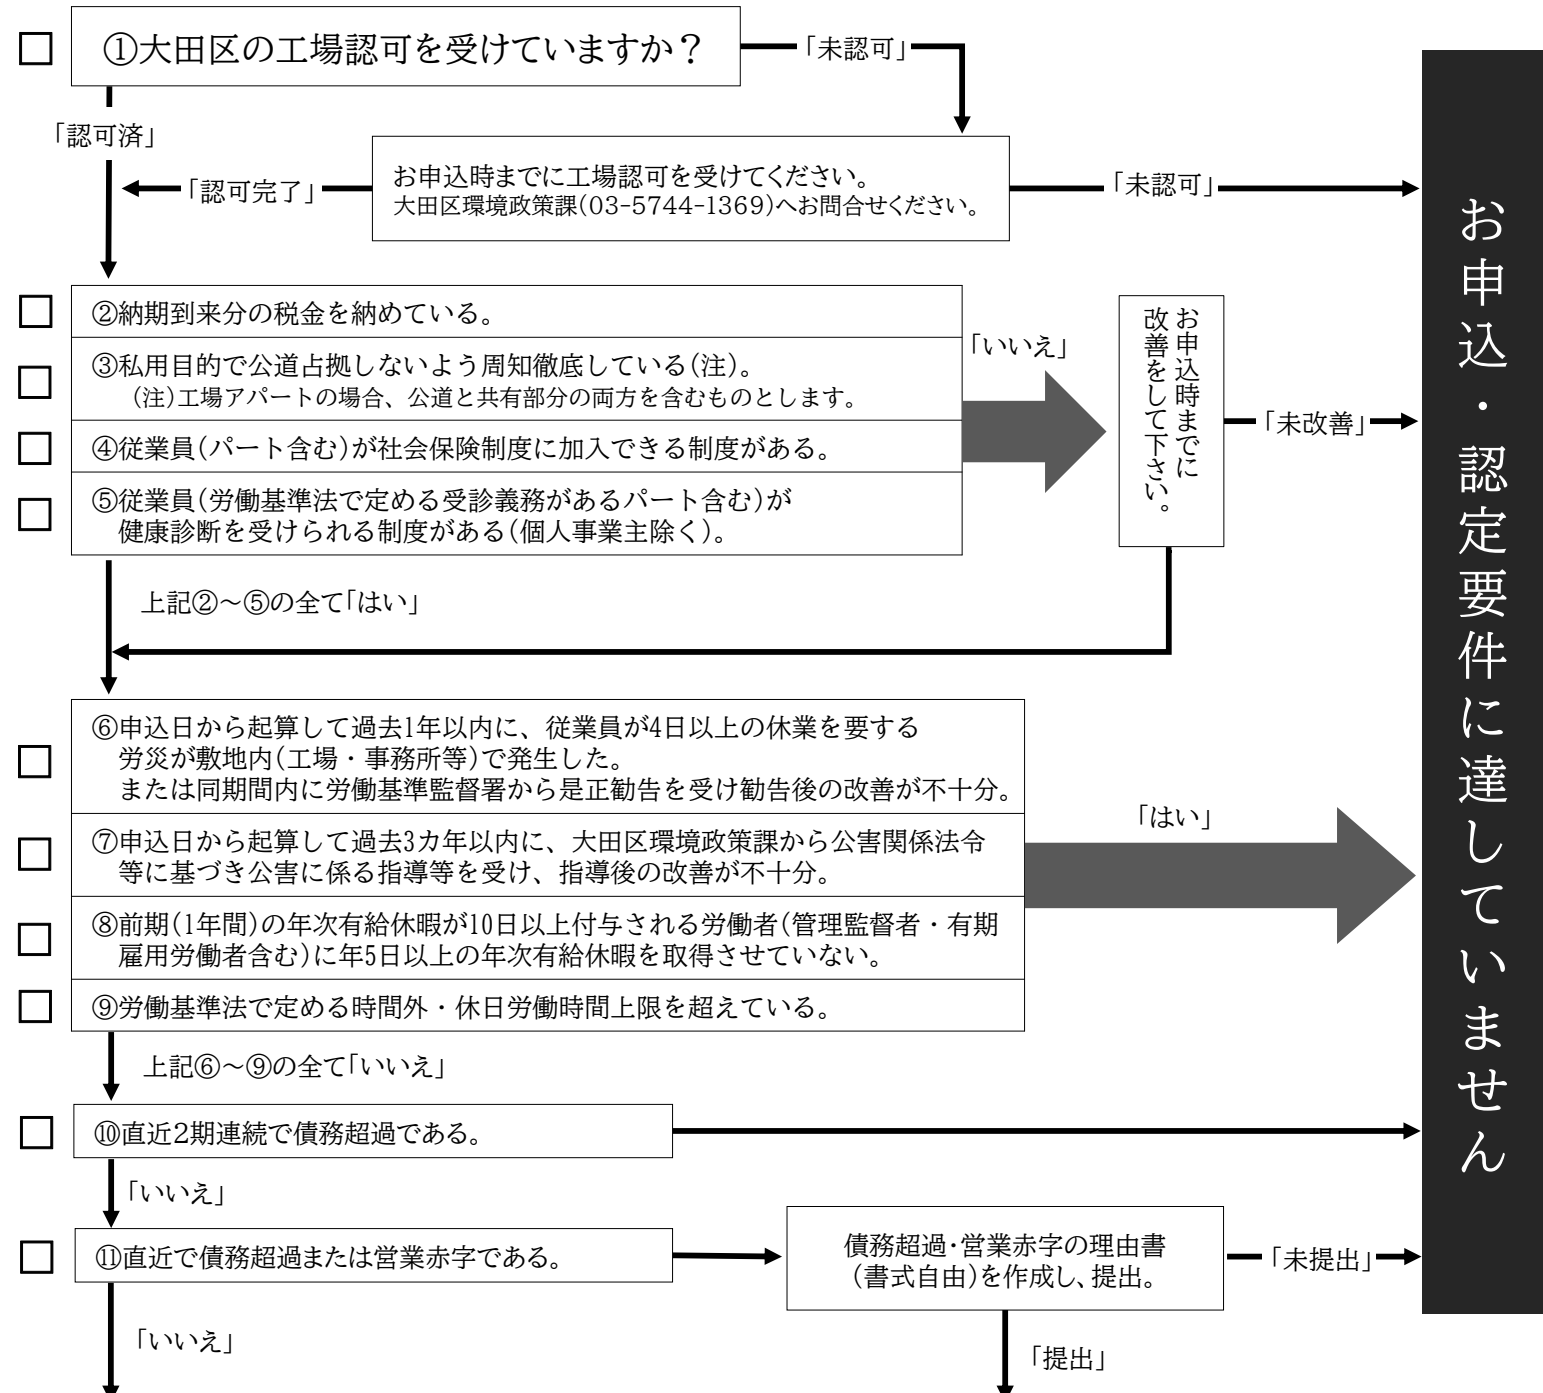 ①大田区の工場認可を受けていますか？
「未認可」
「認可済」
お申込時までに工場認可を受けてください。
大田区環境政策課(03-5744-1369)へお問合せください。
「認可完了」
「未認可」
②納期到来分の税金を納めている。
③私用目的で公道占拠しないよう周知徹底している(注)。
(注)工場アパートの場合、公道と共有部分の両方を含むものとします。
④従業員(パート含む)が社会保険制度に加入できる制度がある。
⑤従業員(労働基準法で定める受診義務があるパート含む)が
健康診断を受けられる制度がある(個人事業主除く)。
「いいえ」
お申込時までに
改善をして下さい。
「未改善」
上記②～⑤の全て「はい」
⑥申込日から起算して過去1年以内に、従業員が4日以上の休業を要する
労災が敷地内(工場・事務所等)で発生した。
または同期間内に労働基準監督署から是正勧告を受け勧告後の改善が不十分。
⑦申込日から起算して過去3カ年以内に、大田区環境政策課から公害関係法令
等に基づき公害に係る指導等を受け、指導後の改善が不十分。
⑧前期(1年間)の年次有給休暇が10日以上付与される労働者(管理監督者・有期
雇用労働者含む)に年5日以上の年次有給休暇を取得させていない。
⑨労働基準法で定める時間外・休日労働時間上限を超えている。
「はい」
上記⑥～⑨の全て「いいえ」
⑩直近2期連続で債務超過である。
「いいえ」
⑪直近で債務超過または営業赤字である。
債務超過・営業赤字の理由書
(書式自由)を作成し、提出。
「未提出」
「いいえ」
「提出」
お申込・認定要件に達していません